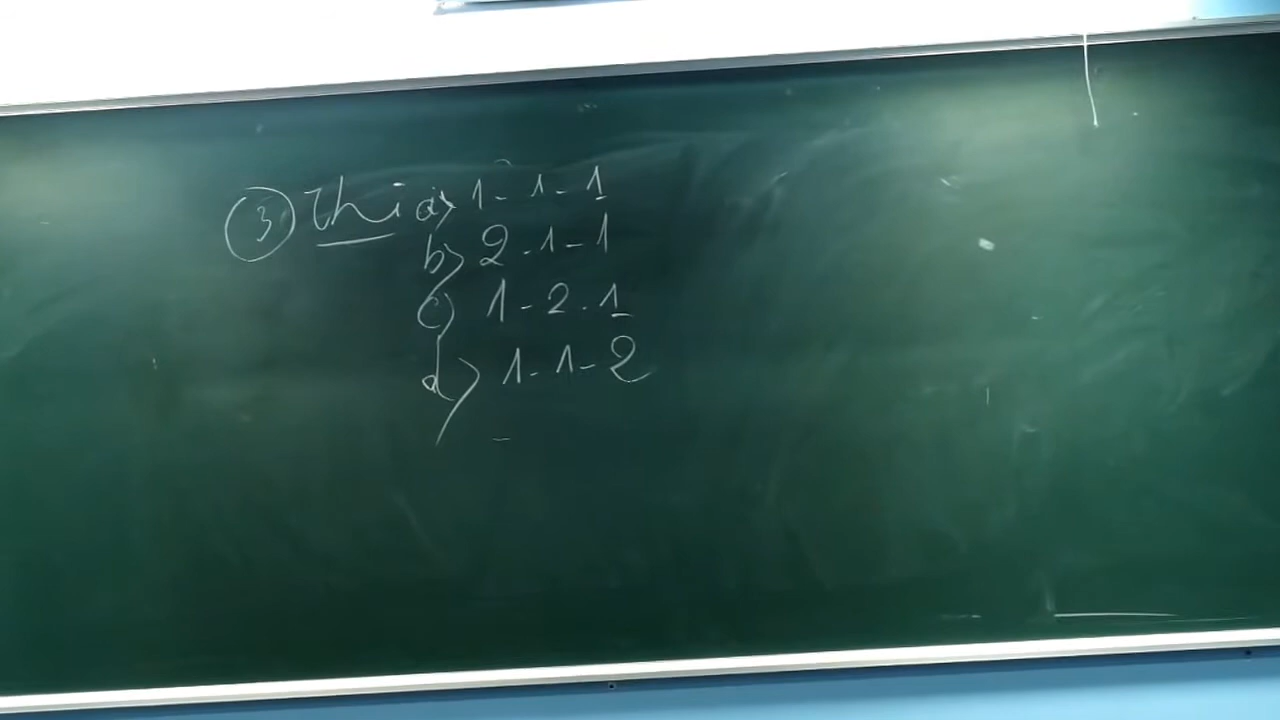 ③ Thi a) 1 - 1 - 1
b) 2 - 1 - 1
c) 1 - 2 - 1
d) 1 - 1 - 2